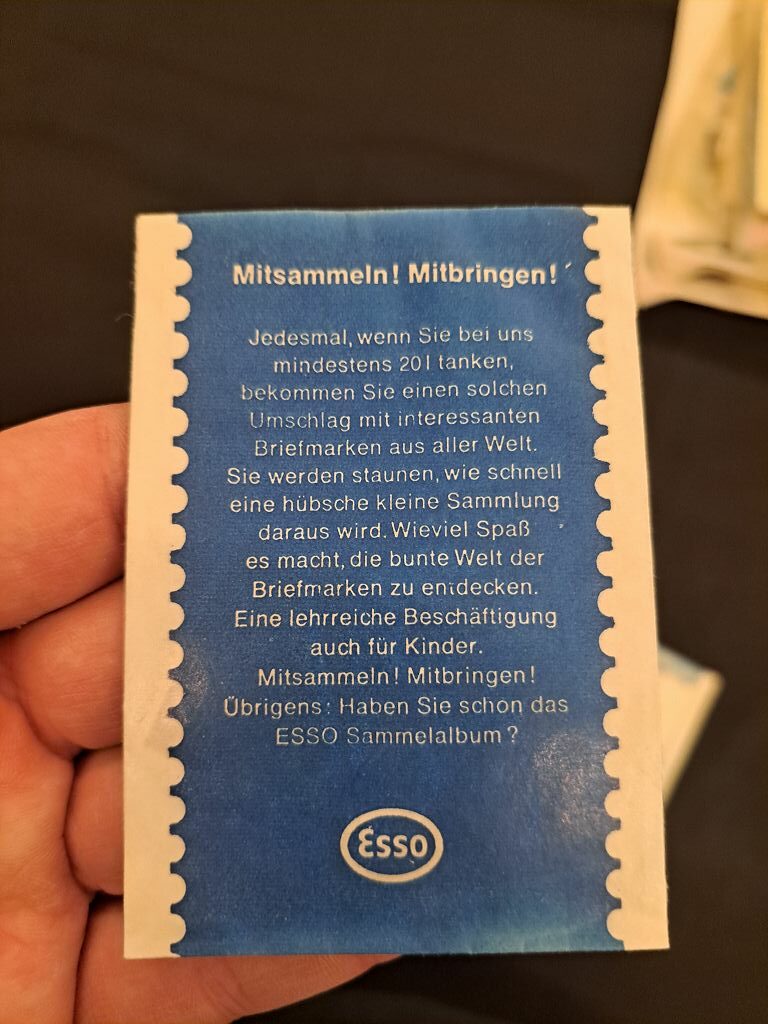 Mitsammeln! Mitbringen!
Jedesmal, wenn Sie bei uns
mindestens 20 l tanken,
bekommen Sie einen solchen
Umschlag mit interessanten
Briefmarken aus aller Welt.
Sie werden staunen, wie schnell
eine hübsche kleine Sammlung
daraus wird. Wieviel Spaß
es macht, die bunte Welt der
Briefmarken zu entdecken.
Eine lehrreiche Beschäftigung
auch für Kinder.
Mitsammeln! Mitbringen!
Übrigens: Haben Sie schon das
ESSO Sammelalbum?
Esso